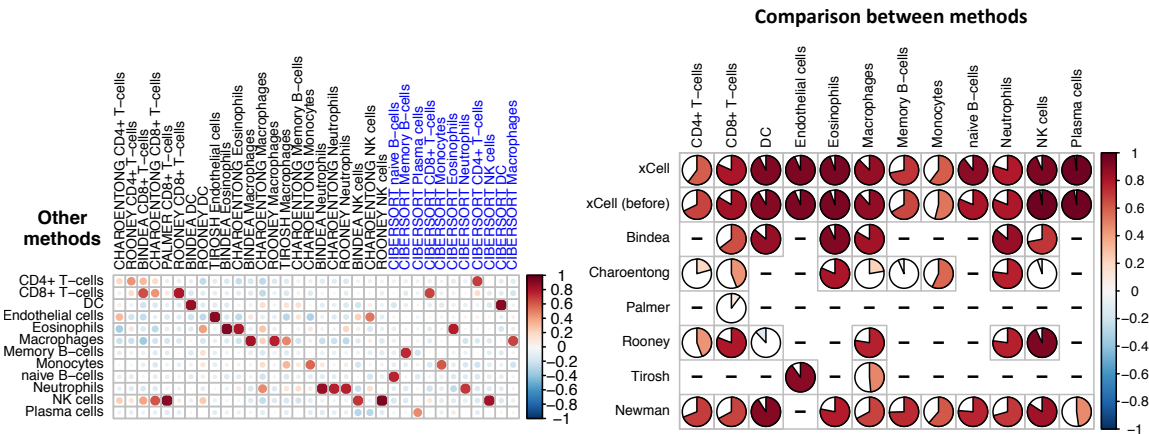 Comparison between methods
Other
methods
CHAROENTONG CD4+ T−cells
ROONEY CD4+ T−cells
BINDEA CD8+ T−cells
CHAROENTONG CD8+ T−cells
PALMER CD8+ T−cells
ROONEY CD8+ T−cells
BINDEA DC
ROONEY DC
TIROSH Endothelial cells
BINDEA Eosinophils
CHAROENTONG Eosinophils
BINDEA Macrophages
CHAROENTONG Macrophages
ROONEY Macrophages
TIROSH Macrophages
CHAROENTONG Memory B−cells
CHAROENTONG Monocytes
BINDEA Neutrophils
CHAROENTONG Neutrophils
ROONEY Neutrophils
BINDEA NK cells
CHAROENTONG NK cells
ROONEY NK cells
CIBERSORT naive B−cells
CIBERSORT Memory B−cells
CIBERSORT Plasma cells
CIBERSORT CD8+ T−cells
CIBERSORT Monocytes
CIBERSORT Eosinophils
CIBERSORT Neutrophils
CIBERSORT CD4+ T−cells
CIBERSORT NK cells
CIBERSORT DC
CIBERSORT Macrophages
CD4+ T−cells
CD8+ T−cells
DC
Endothelial cells
Eosinophils
Macrophages
Memory B−cells
Monocytes
naive B−cells
Neutrophils
NK cells
Plasma cells
1
0.8
0.6
0.4
0.2
0
−0.2
−0.4
−0.6
−0.8
−1
CD4+ T−cells
CD8+ T−cells
DC
Endothelial cells
Eosinophils
Macrophages
Memory B−cells
Monocytes
naive B−cells
Neutrophils
NK cells
Plasma cells
xCell
xCell (before)
Bindea
Charoentong
Palmer
Rooney
Tirosh
Newman
1
0.8
0.6
0.4
0.2
0
−0.2
−0.4
−0.6
−0.8
−1